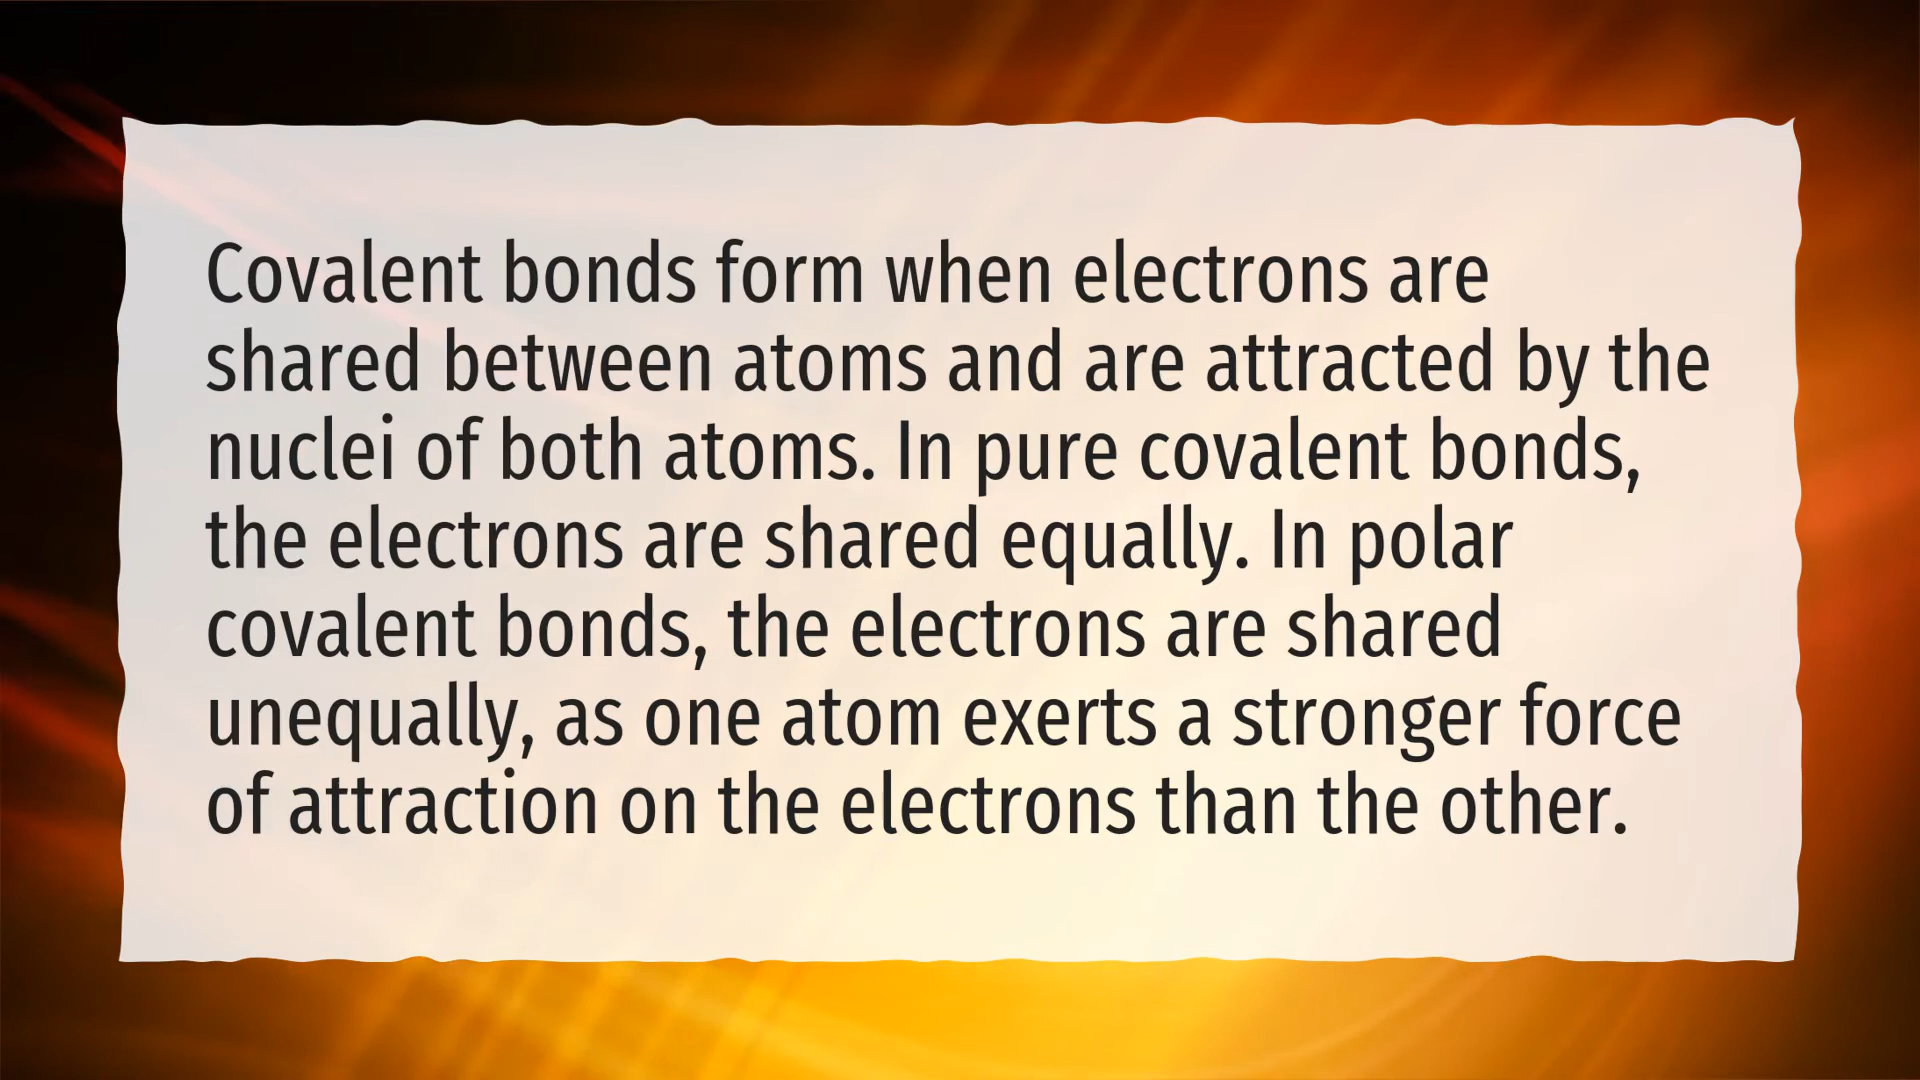 Covalent bonds form when electrons are
shared between atoms and are attracted by the
nuclei of both atoms. In pure covalent bonds,
the electrons are shared equally. In polar
covalent bonds, the electrons are shared
unequally, as one atom exerts a stronger force
of attraction on the electrons than the other.